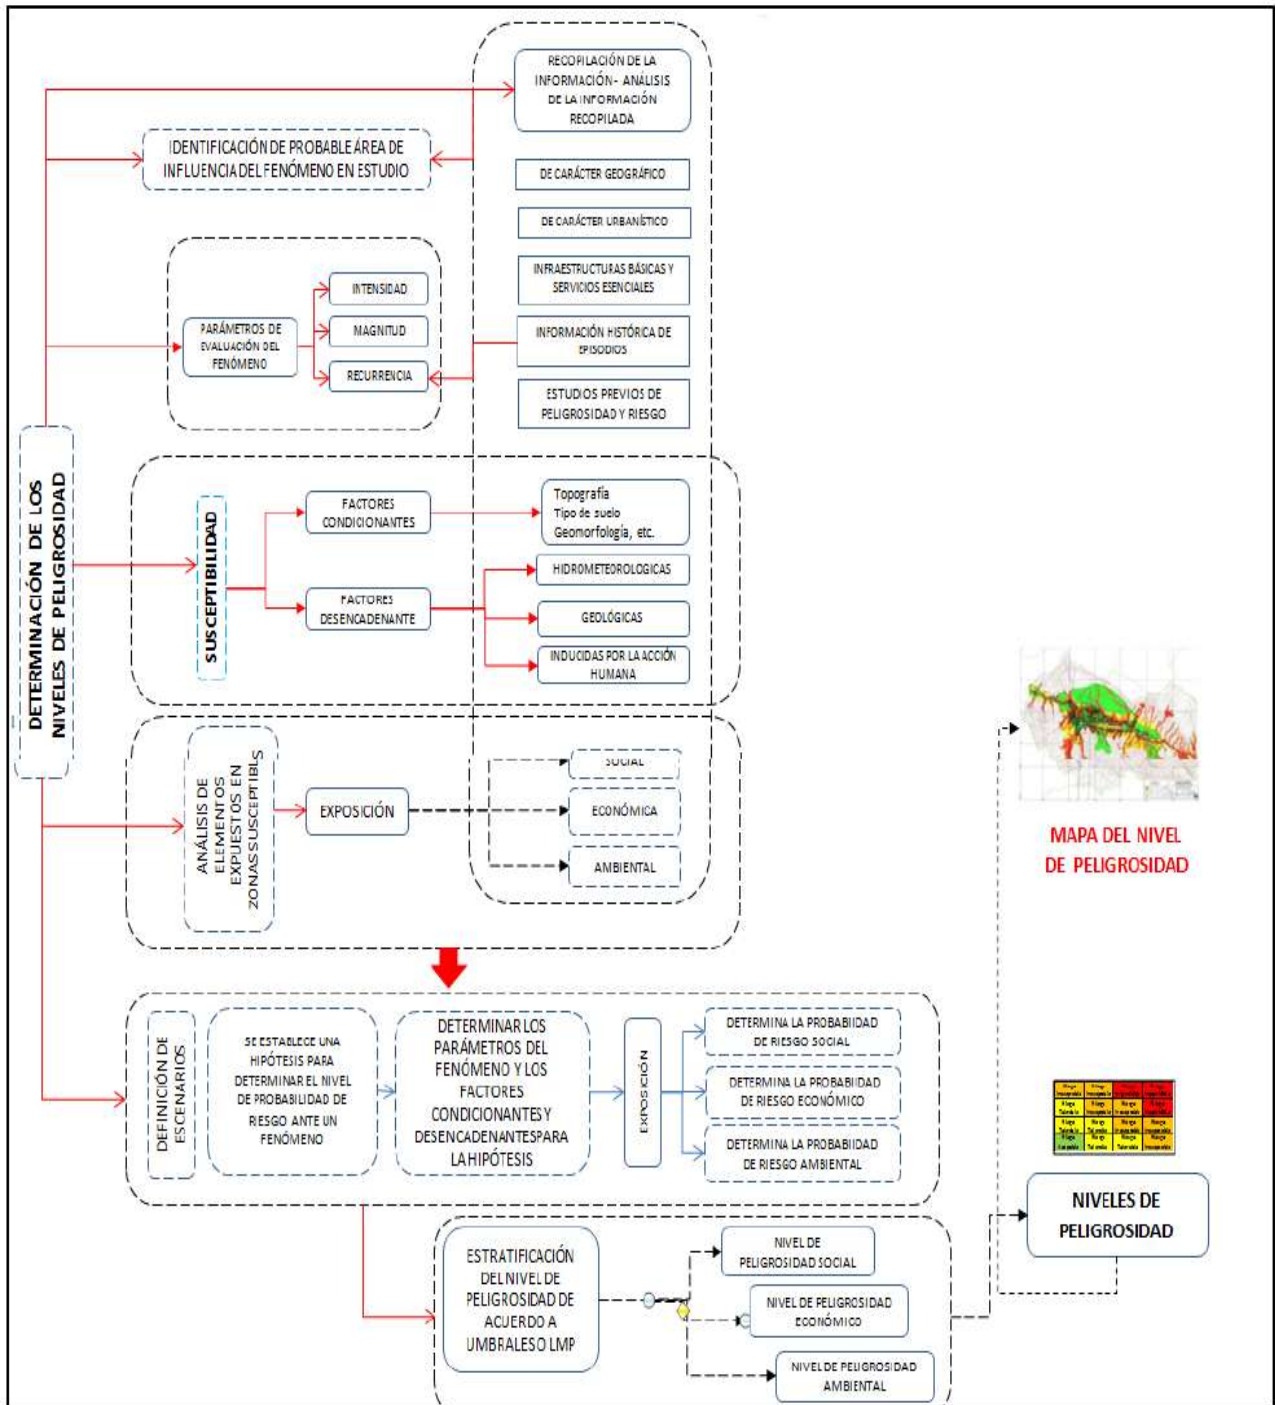 RECOPILACIÓN DE LA
INFORMACIÓN - ANÁLISIS
DE LA INFORMACIÓN
RECOPILADA
IDENTIFICACIÓN DE PROBABLE ÁREA DE
INFLUENCIA DEL FENÓMENO EN ESTUDIO
DE CARÁCTER GEOGRÁFICO
DE CARÁCTER URBANÍSTICO
INFRAESTRUCTURAS BÁSICAS Y
SERVICIOS ESENCIALES
INFORMACIÓN HISTÓRICA DE
EPISODIOS
ESTUDIOS PREVIOS DE
PELIGROSIDAD Y RIESGO
PARÁMETROS DE
EVALUACIÓN DEL
FENÓMENO
INTENSIDAD
MAGNITUD
RECURRENCIA
DETERMINACIÓN DE LOS
NIVELES DE PELIGROSIDAD
SUSCEPTIBILIDAD
FACTORES
CONDICIONANTES
Topografía
Tipo de suelo
Geomorfología, etc.
FACTORES
DESENCADENANTE
HIDROMETEOROLOGICAS
GEOLÓGICAS
INDUCIDAS POR LA ACCIÓN
HUMANA
ANÁLISIS DE
ELEMENTOS
EXPUESTOS EN
ZONAS SUSCEPTIBLS
EXPOSICIÓN
SOCIAL
ECONÓMICA
AMBIENTAL
MAPA DEL NIVEL
DE PELIGROSIDAD
DEFINICIÓN DE
ESCENARIOS
SE ESTABLECE UNA
HIPÓTESIS PARA
DETERMINAR EL NIVEL
DE PROBABILIDAD DE
RIESGO ANTE UN
FENÓMENO
DETERMINAR LOS
PARÁMETROS DEL
FENÓMENO Y LOS
FACTORES
CONDICIONANTES Y
DESENCADENANTES PARA
LA HIPÓTESIS
EXPOSICIÓN
DETERMINA LA PROBABIIDAD
DE RIESGO SOCIAL
DETERMINA LA PROBABIIDAD
DE RIESGO ECONÓMICO
DETERMINA LA PROBABIIDAD
DE RIESGO AMBIENTAL
NIVELES DE
PELIGROSIDAD
ESTRATIFICACIÓN
DEL NIVEL DE
PELIGROSIDAD DE
ACUERDO A
UMBRALES O LMP
NIVEL DE
PELIGROSIDAD SOCIAL
NIVEL DE PELIGROSIDAD
ECONÓMICO
NIVEL DE PELIGROSIDAD
AMBIENTAL